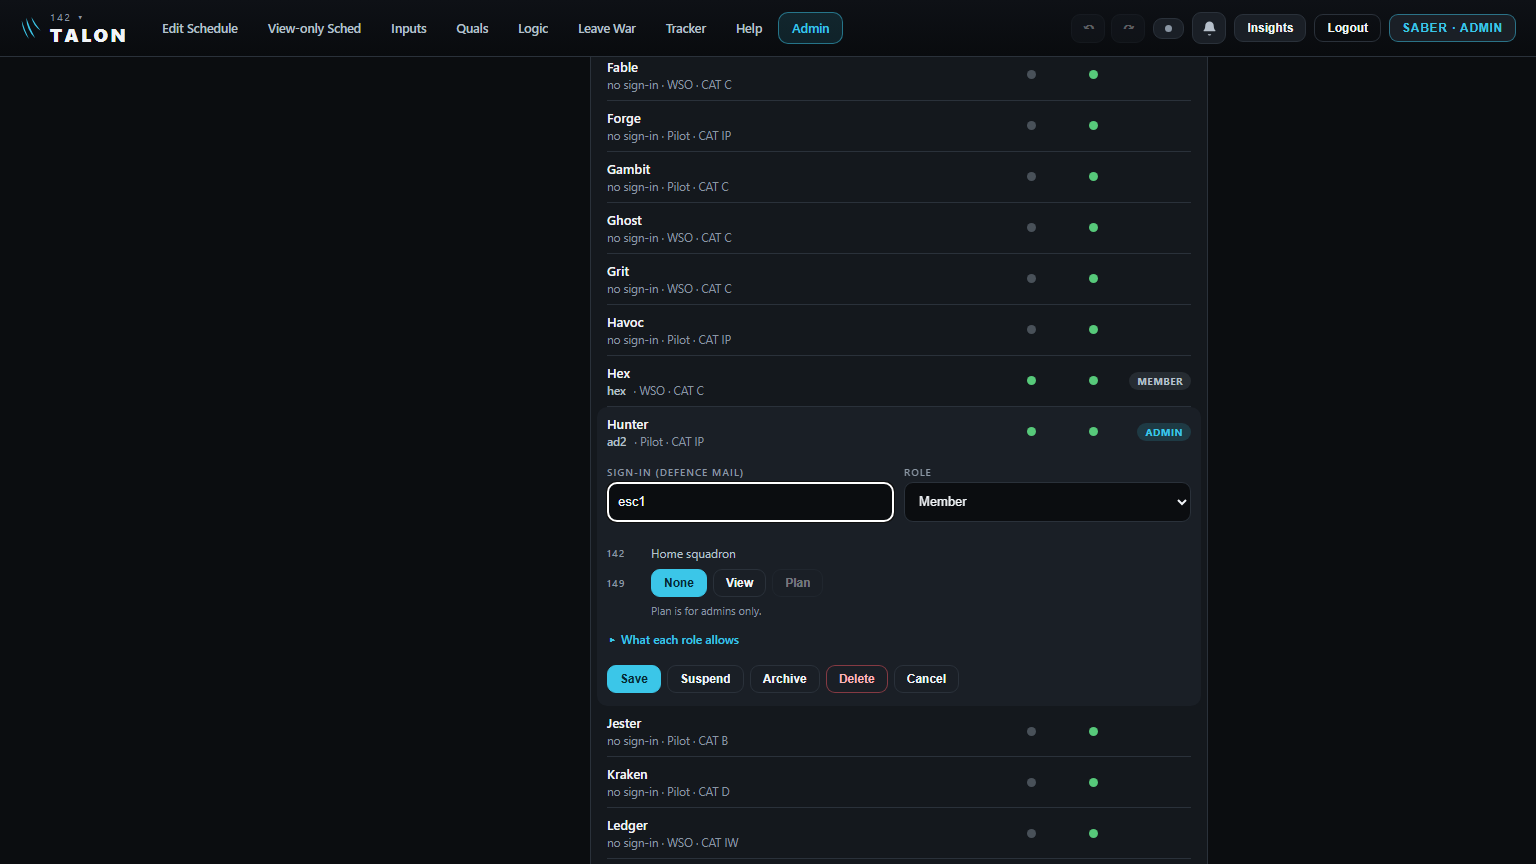 142 ▾
TALON
Edit Schedule
View-only Sched
Inputs
Quals
Logic
Leave War
Tracker
Help
Admin
Insights
Logout
SABER · ADMIN
Fable
no sign-in · WSO · CAT C
Forge
no sign-in · Pilot · CAT IP
Gambit
no sign-in · Pilot · CAT C
Ghost
no sign-in · WSO · CAT C
Grit
no sign-in · WSO · CAT C
Havoc
no sign-in · Pilot · CAT IP
Hex
hex · WSO · CAT C
MEMBER
Hunter
ad2 · Pilot · CAT IP
ADMIN
SIGN-IN (DEFENCE MAIL)
ROLE
esc1
Member
142 Home squadron
149 None View Plan
Plan is for admins only.
▸ What each role allows
Save Suspend Archive Delete Cancel
Jester
no sign-in · Pilot · CAT B
Kraken
no sign-in · Pilot · CAT D
Ledger
no sign-in · WSO · CAT IW